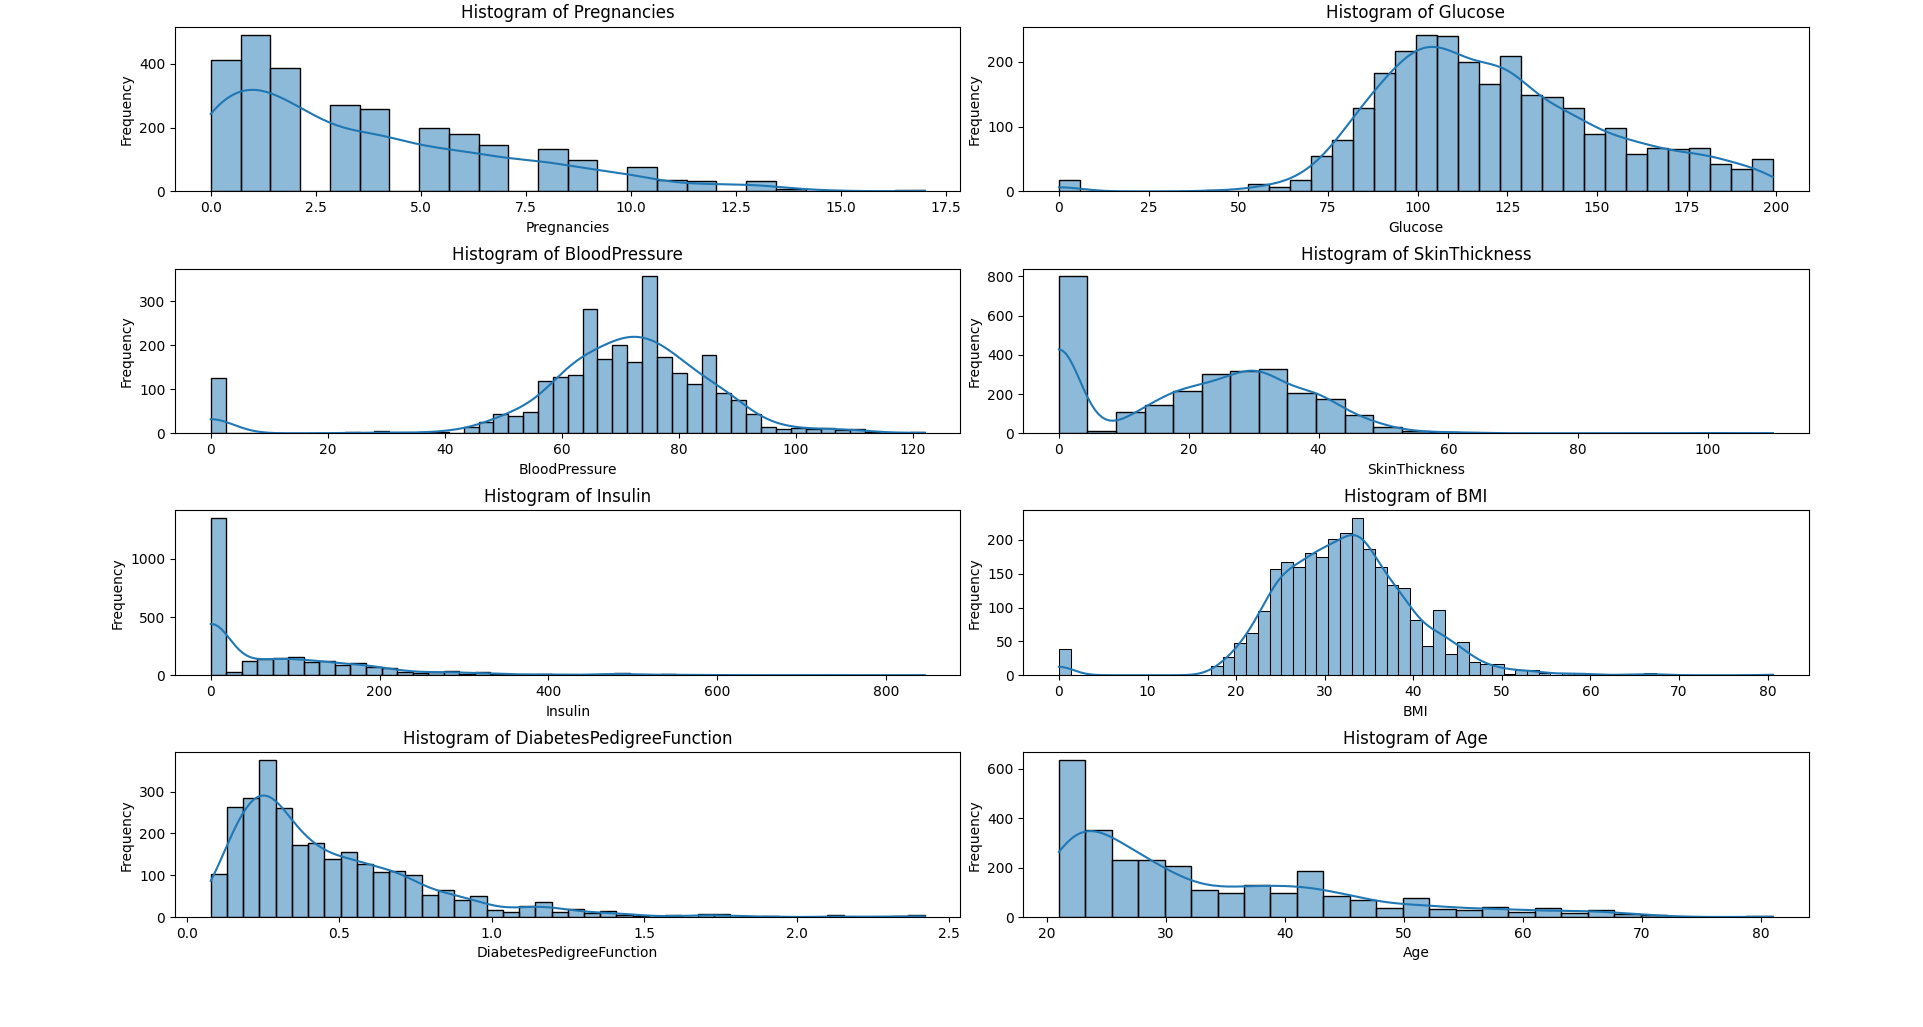 Histogram of Pregnancies
Frequency
400
200
0
0.0 2.5 5.0 7.5 10.0 12.5 15.0 17.5
Pregnancies
Histogram of Glucose
Frequency
200
100
0
0 25 50 75 100 125 150 175 200
Glucose
Histogram of BloodPressure
Frequency
300
200
100
0
0 20 40 60 80 100 120
BloodPressure
Histogram of SkinThickness
Frequency
800
600
400
200
0
0 20 40 60 80 100
SkinThickness
Histogram of Insulin
Frequency
1000
500
0
0 200 400 600 800
Insulin
Histogram of BMI
Frequency
200
150
100
50
0
0 10 20 30 40 50 60 70 80
BMI
Histogram of DiabetesPedigreeFunction
Frequency
300
200
100
0
0.0 0.5 1.0 1.5 2.0 2.5
DiabetesPedigreeFunction
Histogram of Age
Frequency
600
400
200
0
20 30 40 50 60 70 80
Age